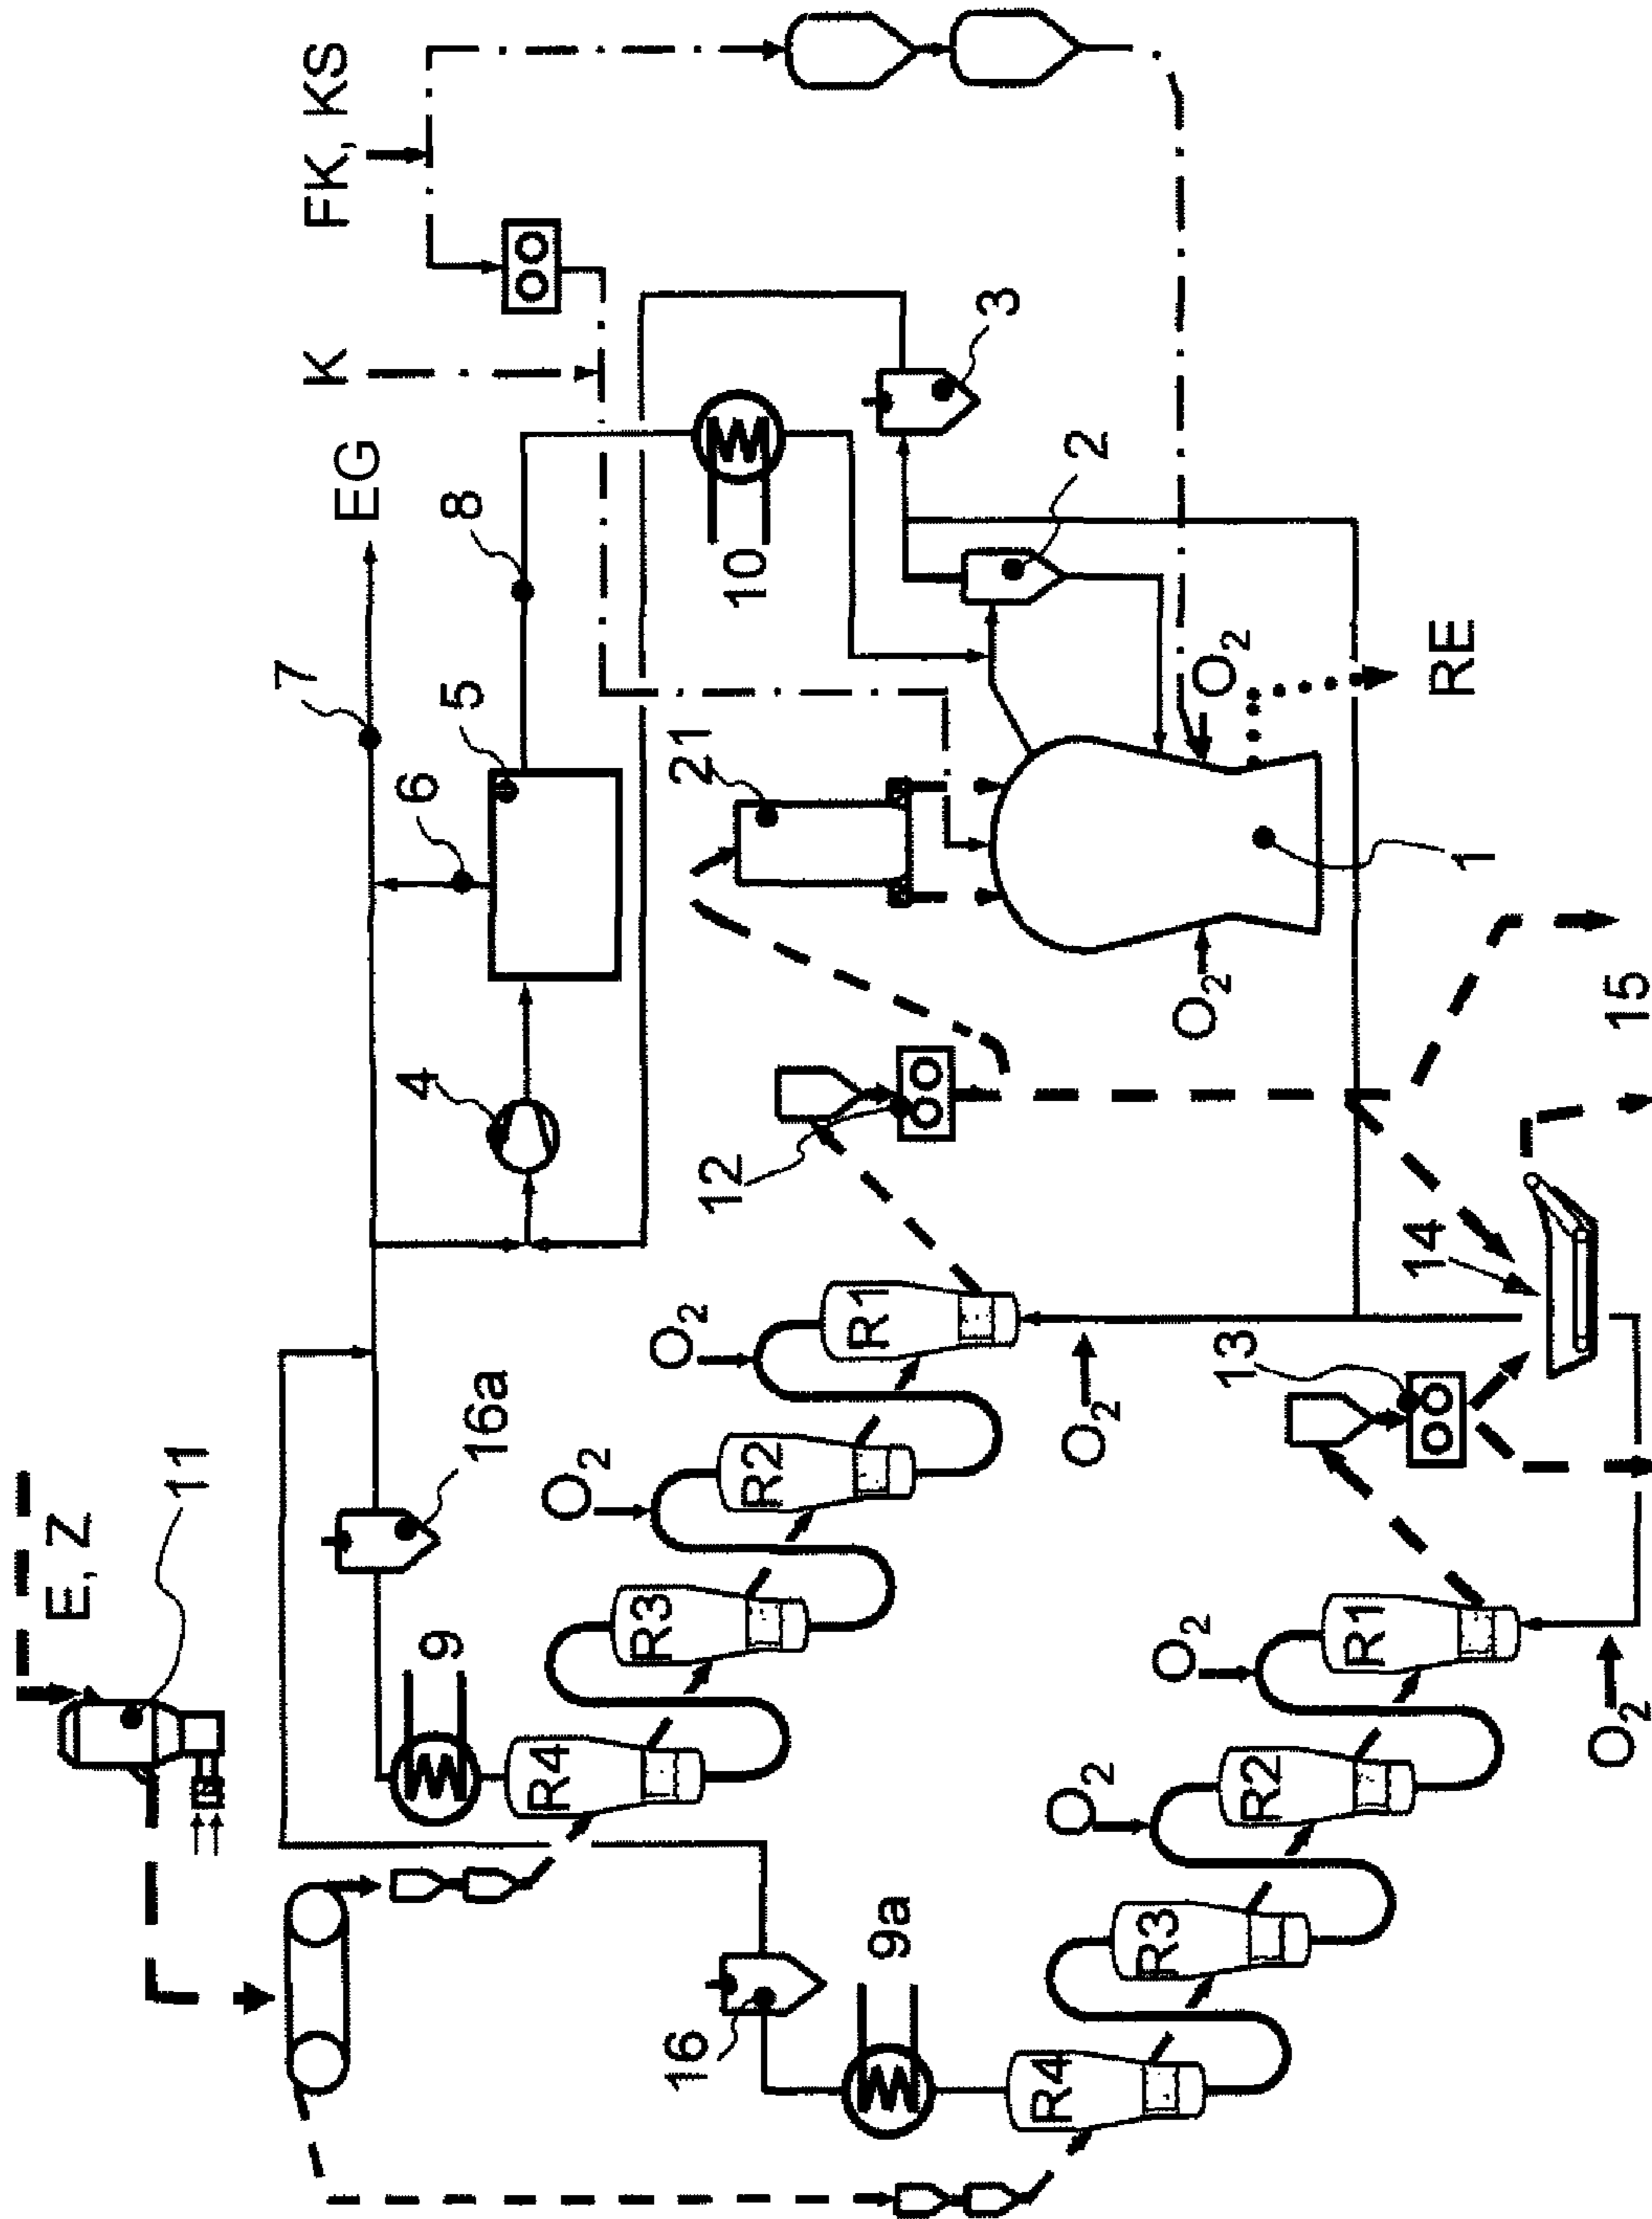 E, Z
11
7
EG
K
FK, KS
8
6
5
4
10
3
16a
9
2
21
12
R4
R3
R2
R1
O₂
O₂
O₂
16
9a
O₂
O₂
RE
1
13
14
15
R4
R3
R2
R1
O₂
O₂
O₂